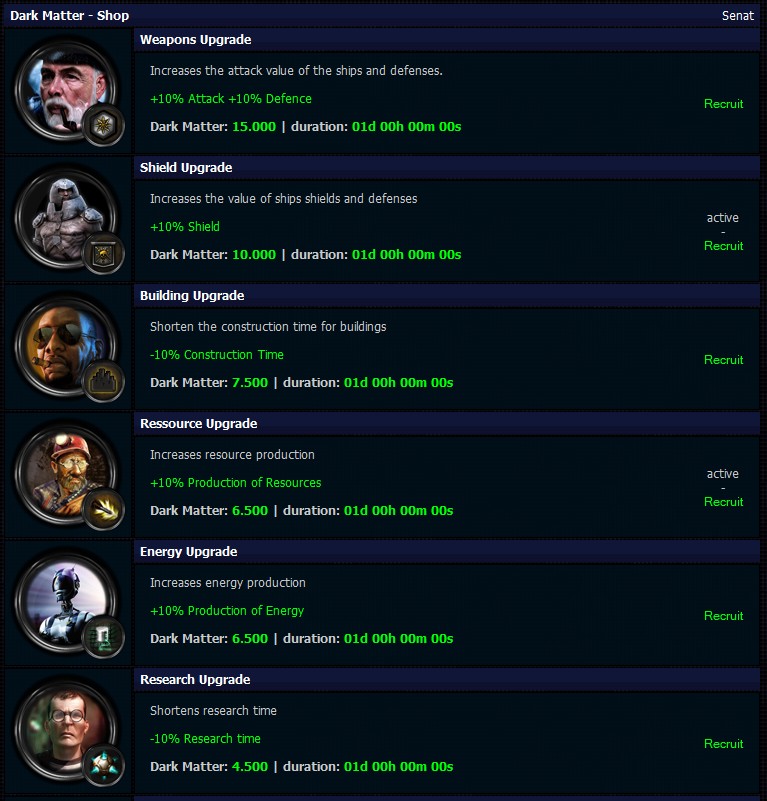 Dark Matter - Shop Senat
Weapons Upgrade
Increases the attack value of the ships and defenses.
+10% Attack +10% Defence
Recruit
Dark Matter: 15.000 | duration: 01d 00h 00m 00s
Shield Upgrade
Increases the value of ships shields and defenses
active
+10% Shield
-
Recruit
Dark Matter: 10.000 | duration: 01d 00h 00m 00s
Building Upgrade
Shorten the construction time for buildings
-10% Construction Time
Recruit
Dark Matter: 7.500 | duration: 01d 00h 00m 00s
Ressource Upgrade
Increases resource production
active
+10% Production of Resources
-
Recruit
Dark Matter: 6.500 | duration: 01d 00h 00m 00s
Energy Upgrade
Increases energy production
+10% Production of Energy
Recruit
Dark Matter: 6.500 | duration: 01d 00h 00m 00s
Research Upgrade
Shortens research time
-10% Research time
Recruit
Dark Matter: 4.500 | duration: 01d 00h 00m 00s